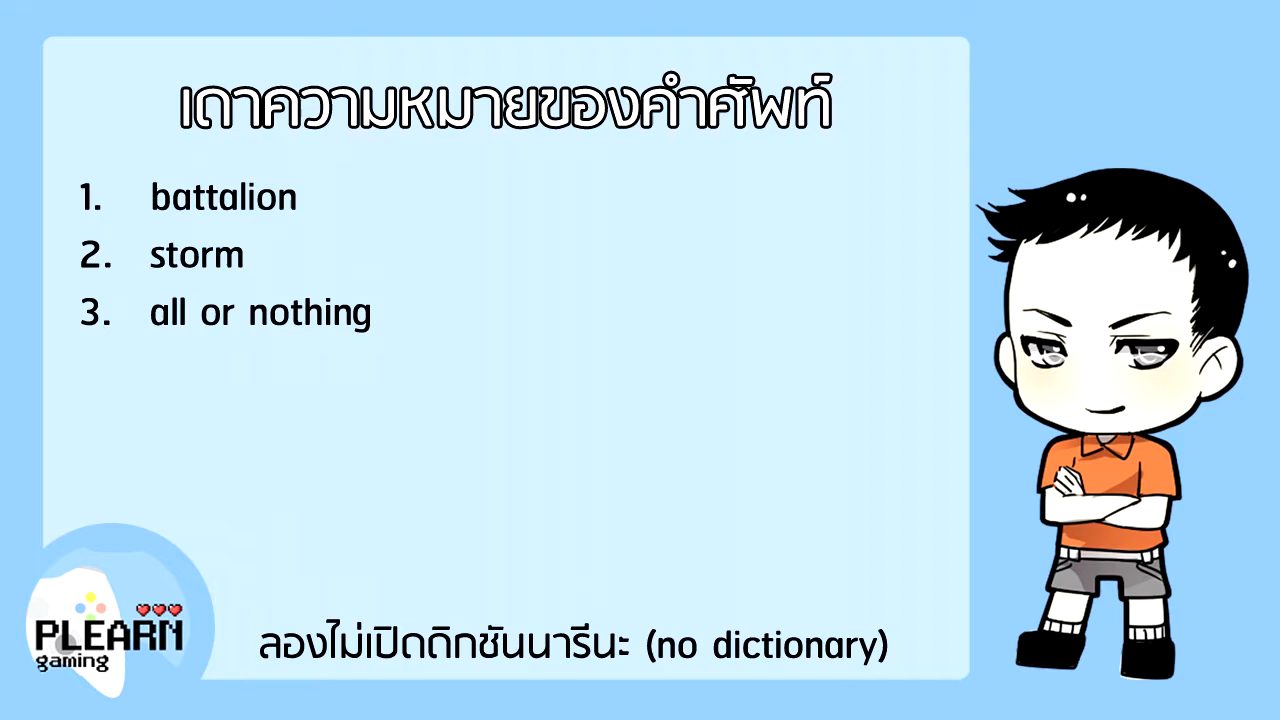 เดาความหมายของคำศัพท์
1. battalion
2. storm
3. all or nothing
ลองไม่เปิดดิกชันนารีนะ (no dictionary)
PLEARN
gaming